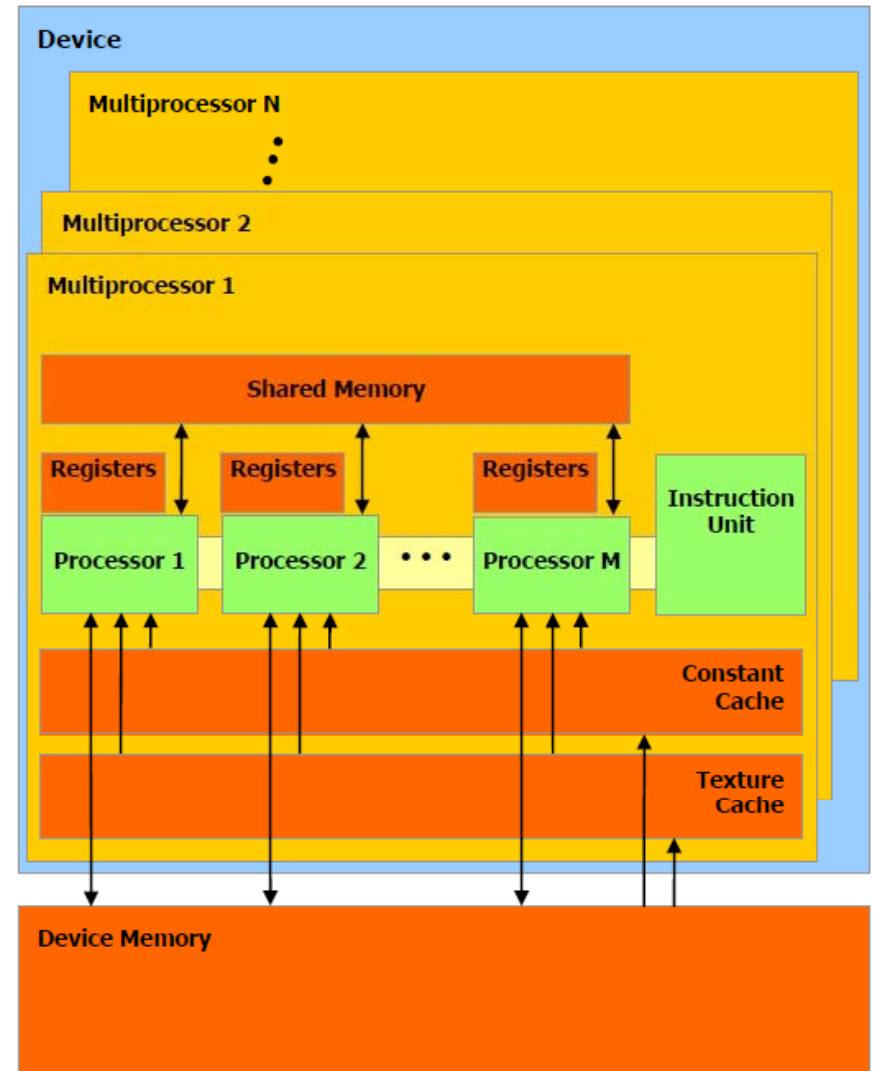 Device
Multiprocessor N
Multiprocessor 2
Multiprocessor 1
Shared Memory
Registers
Registers
Registers
Instruction
Unit
Processor 1
Processor 2
• • •
Processor M
Constant
Cache
Texture
Cache
Device Memory